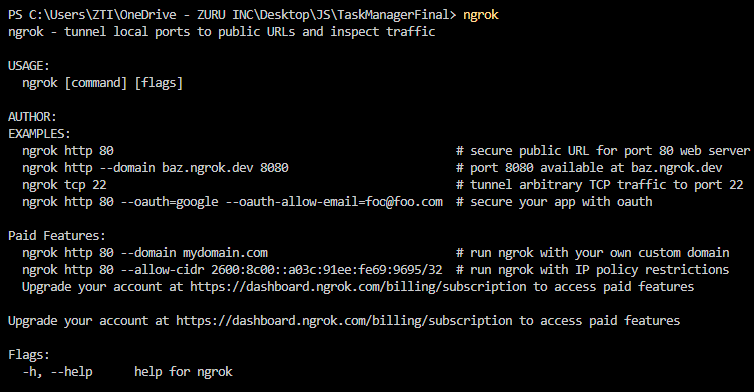 PS C:\Users\ZTI\OneDrive - ZURU INC\Desktop\JS\TaskManagerFinal> ngrok
ngrok - tunnel local ports to public URLs and inspect traffic
USAGE:
ngrok [command] [flags]
AUTHOR:
EXAMPLES:
ngrok http 80 # secure public URL for port 80 web server
ngrok http --domain baz.ngrok.dev 8080 # port 8080 available at baz.ngrok.dev
ngrok tcp 22 # tunnel arbitrary TCP traffic to port 22
ngrok http 80 --oauth=google --oauth-allow-email=foc@foo.com # secure your app with oauth
Paid Features:
ngrok http 80 --domain mydomain.com # run ngrok with your own custom domain
ngrok http 80 --allow-cidr 2600:8c00::a03c:91ee:fe69:9695/32 # run ngrok with IP policy restrictions
Upgrade your account at https://dashboard.ngrok.com/billing/subscription to access paid features
Upgrade your account at https://dashboard.ngrok.com/billing/subscription to access paid features
Flags:
-h, --help help for ngrok